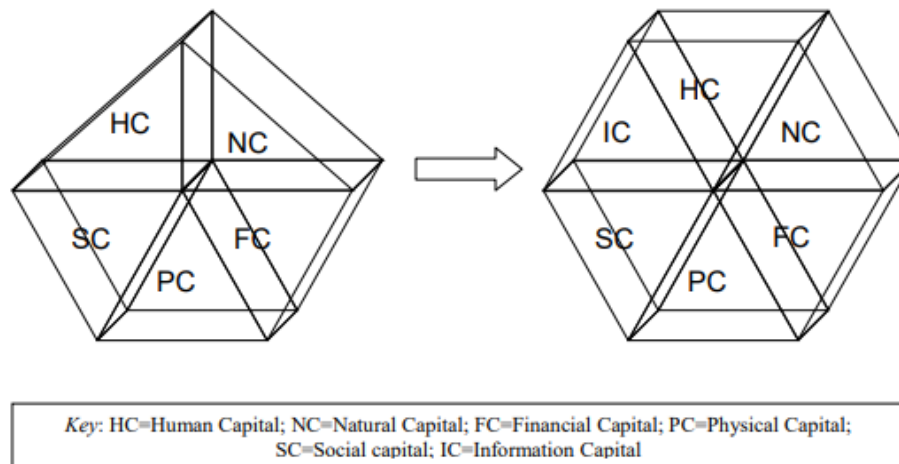 HC
NC
SC
FC
PC
HC
IC
NC
SC
FC
PC
Key: HC=Human Capital; NC=Natural Capital; FC=Financial Capital; PC=Physical Capital;
SC=Social capital; IC=Information Capital